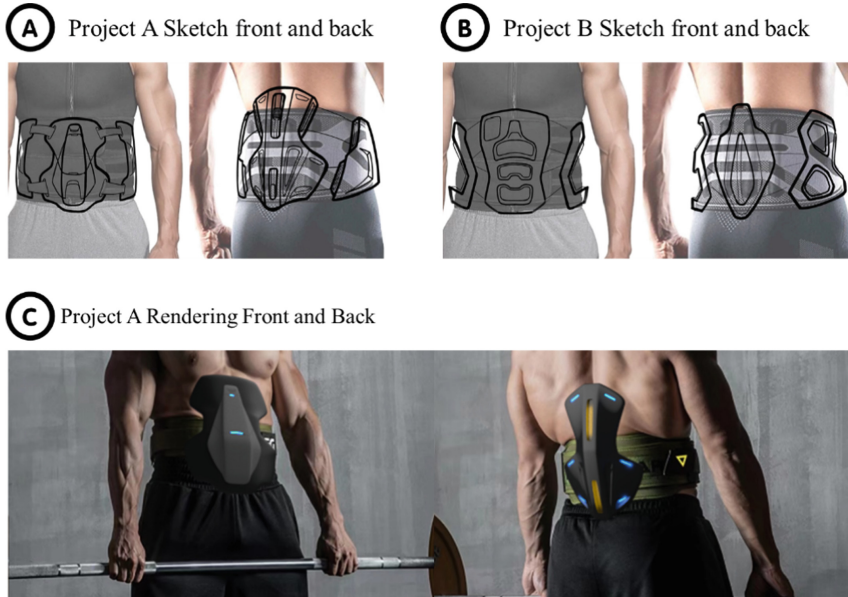 A Project A Sketch front and back
B Project B Sketch front and back
C Project A Rendering Front and Back